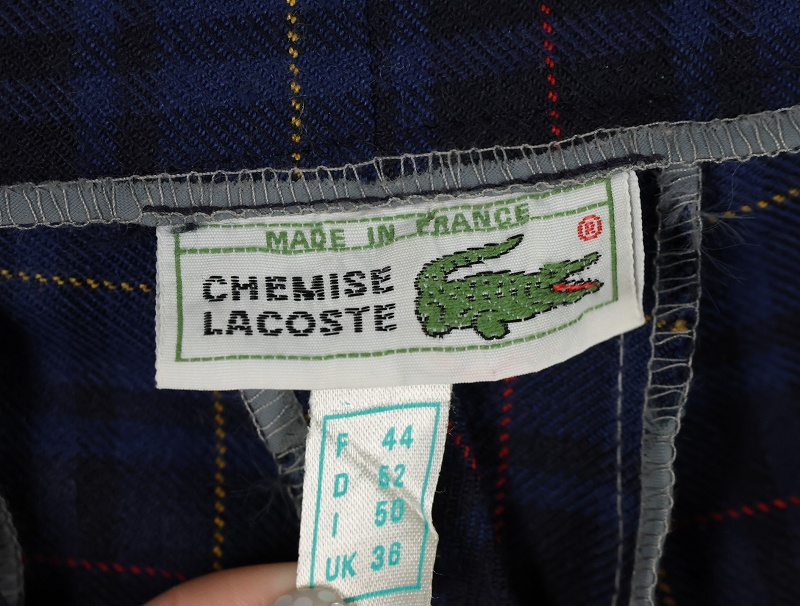 MADE IN FRANCE
®
CHEMISE
LACOSTE
F 44
D 52
I 50
UK 36